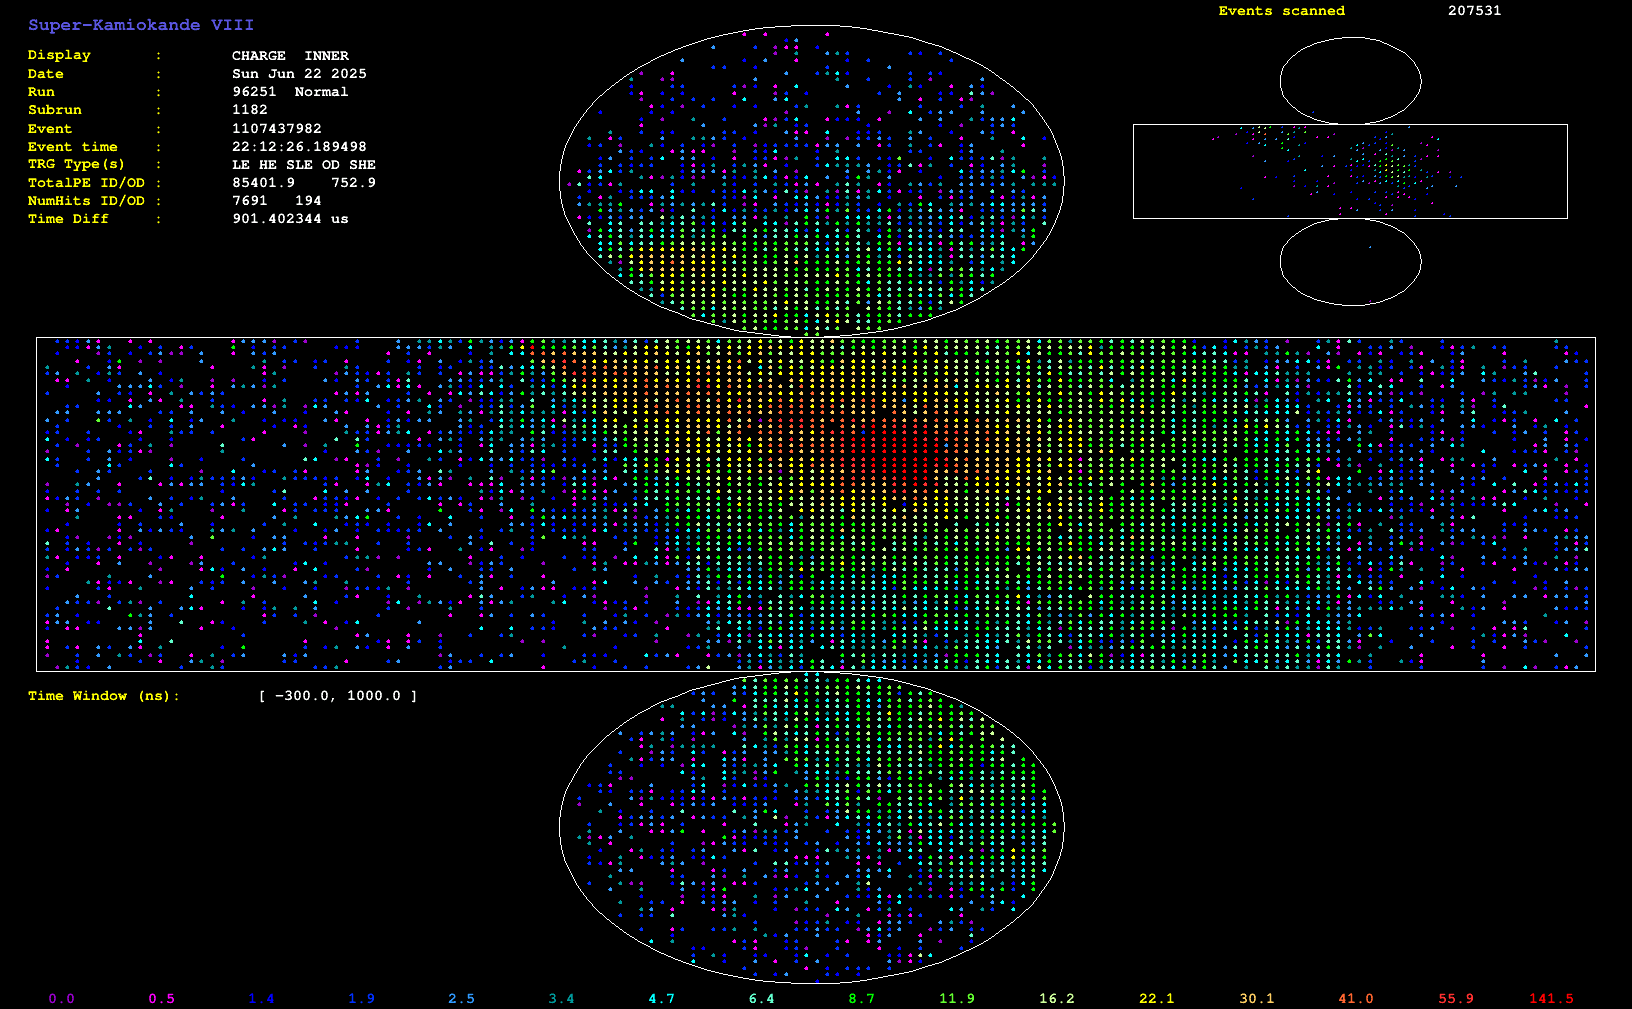 Super-Kamiokande VIII
Events scanned 207531
Display : CHARGE INNER
Date : Sun Jun 22 2025
Run : 96251 Normal
Subrun : 1182
Event : 1107437982
Event time : 22:12:26.189498
TRG Type(s) : LE HE SLE OD SHE
TotalPE ID/OD : 85401.9 752.9
NumHits ID/OD : 7691 194
Time Diff : 901.402344 us
Time Window (ns): [ -300.0, 1000.0 ]
0.0 0.5 1.4 1.9 2.5 3.4 4.7 6.4 8.7 11.9 16.2 22.1 30.1 41.0 55.9 141.5